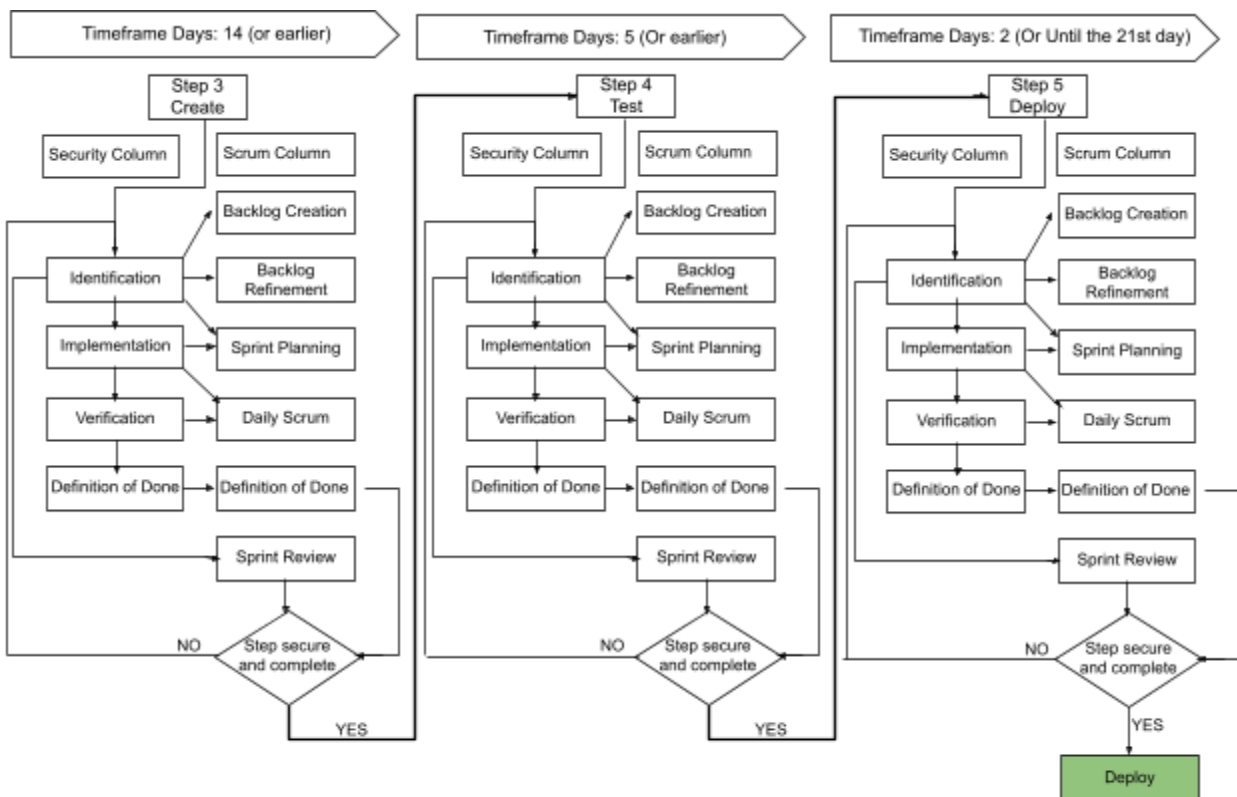 Timeframe Days: 14 (or earlier)
Timeframe Days: 5 (Or earlier)
Timeframe Days: 2 (Or Until the 21st day)
Step 3
Create
Security Column
Scrum Column
Backlog Creation
Identification
Backlog
Refinement
Implementation
Sprint Planning
Verification
Daily Scrum
Definition of Done
Definition of Done
Sprint Review
Step secure
and complete
NO
YES
Step 4
Test
Security Column
Scrum Column
Backlog Creation
Identification
Backlog
Refinement
Implementation
Sprint Planning
Verification
Daily Scrum
Definition of Done
Definition of Done
Sprint Review
Step secure
and complete
NO
YES
Step 5
Deploy
Security Column
Scrum Column
Backlog Creation
Identification
Backlog
Refinement
Implementation
Sprint Planning
Verification
Daily Scrum
Definition of Done
Definition of Done
Sprint Review
Step secure
and complete
NO
YES
Deploy